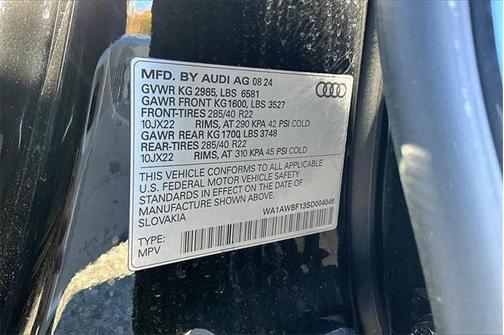 MFD. BY AUDI AG 08 24
GVWR KG 2985, LBS 6581
GAWR FRONT KG1600, LBS 3527
FRONT-TIRES 285/40 R22
10JX22 RIMS, AT 290 KPA 42 PSI COLD
GAWR REAR KG1700, LBS 3748
REAR-TIRES 285/40 R22
10JX22 RIMS, AT 310 KPA 45 PSI COLD
THIS VEHICLE CONFORMS TO ALL APPLICABLE
U.S. FEDERAL MOTOR VEHICLE SAFETY
STANDARDS IN EFFECT ON THE DATE OF
MANUFACTURE SHOWN ABOVE.
SLOVAKIA
WA1AWBF13SD004046
TYPE:
MPV